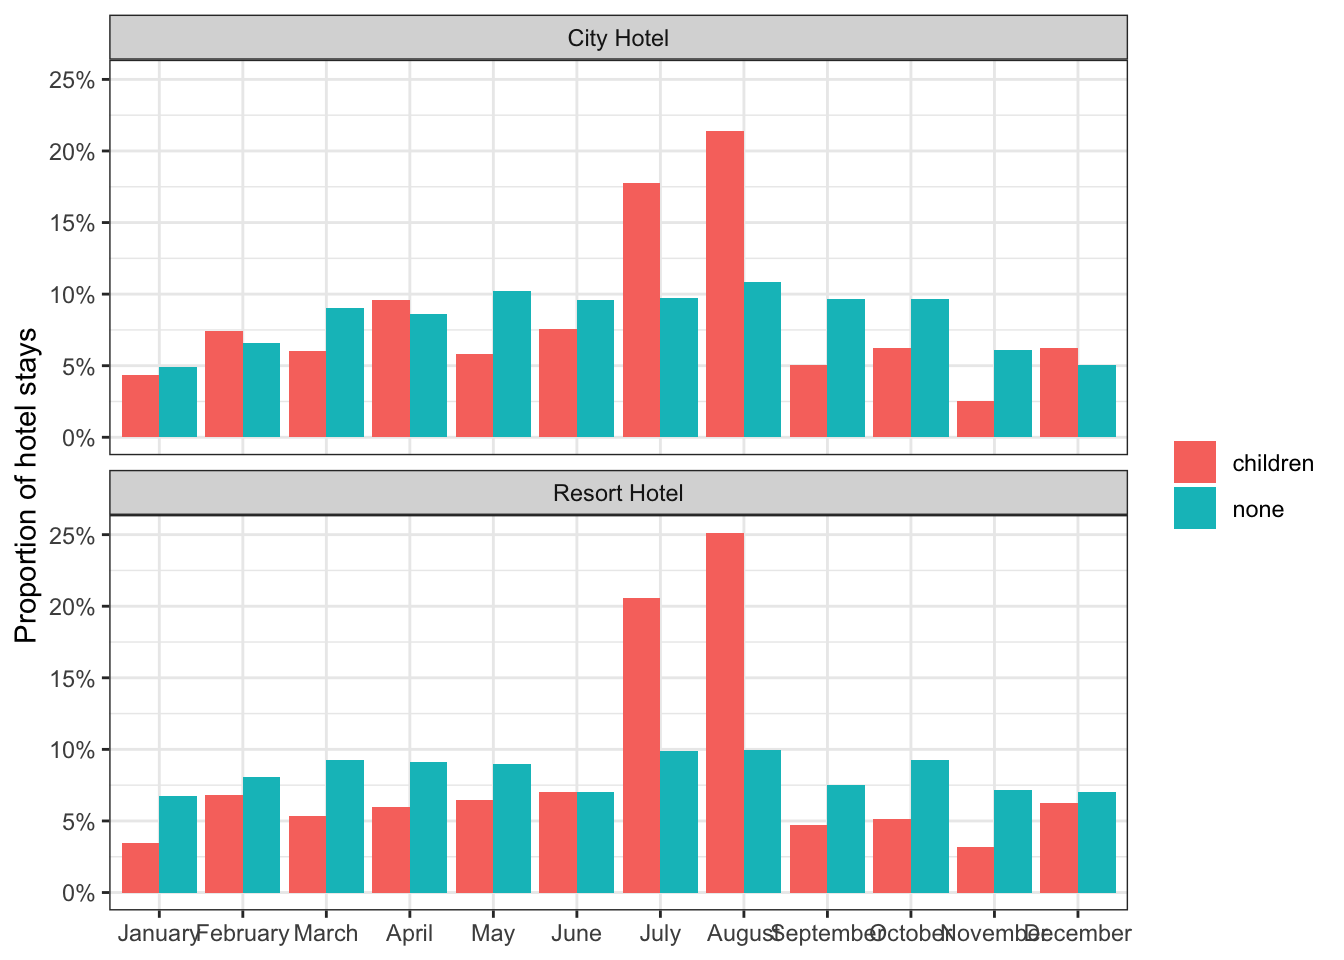 City Hotel
25%
20%
15%
10%
5%
0%
Proportion of hotel stays
Resort Hotel
25%
20%
15%
10%
5%
0%
January February March April May June July August September October November December
children
none